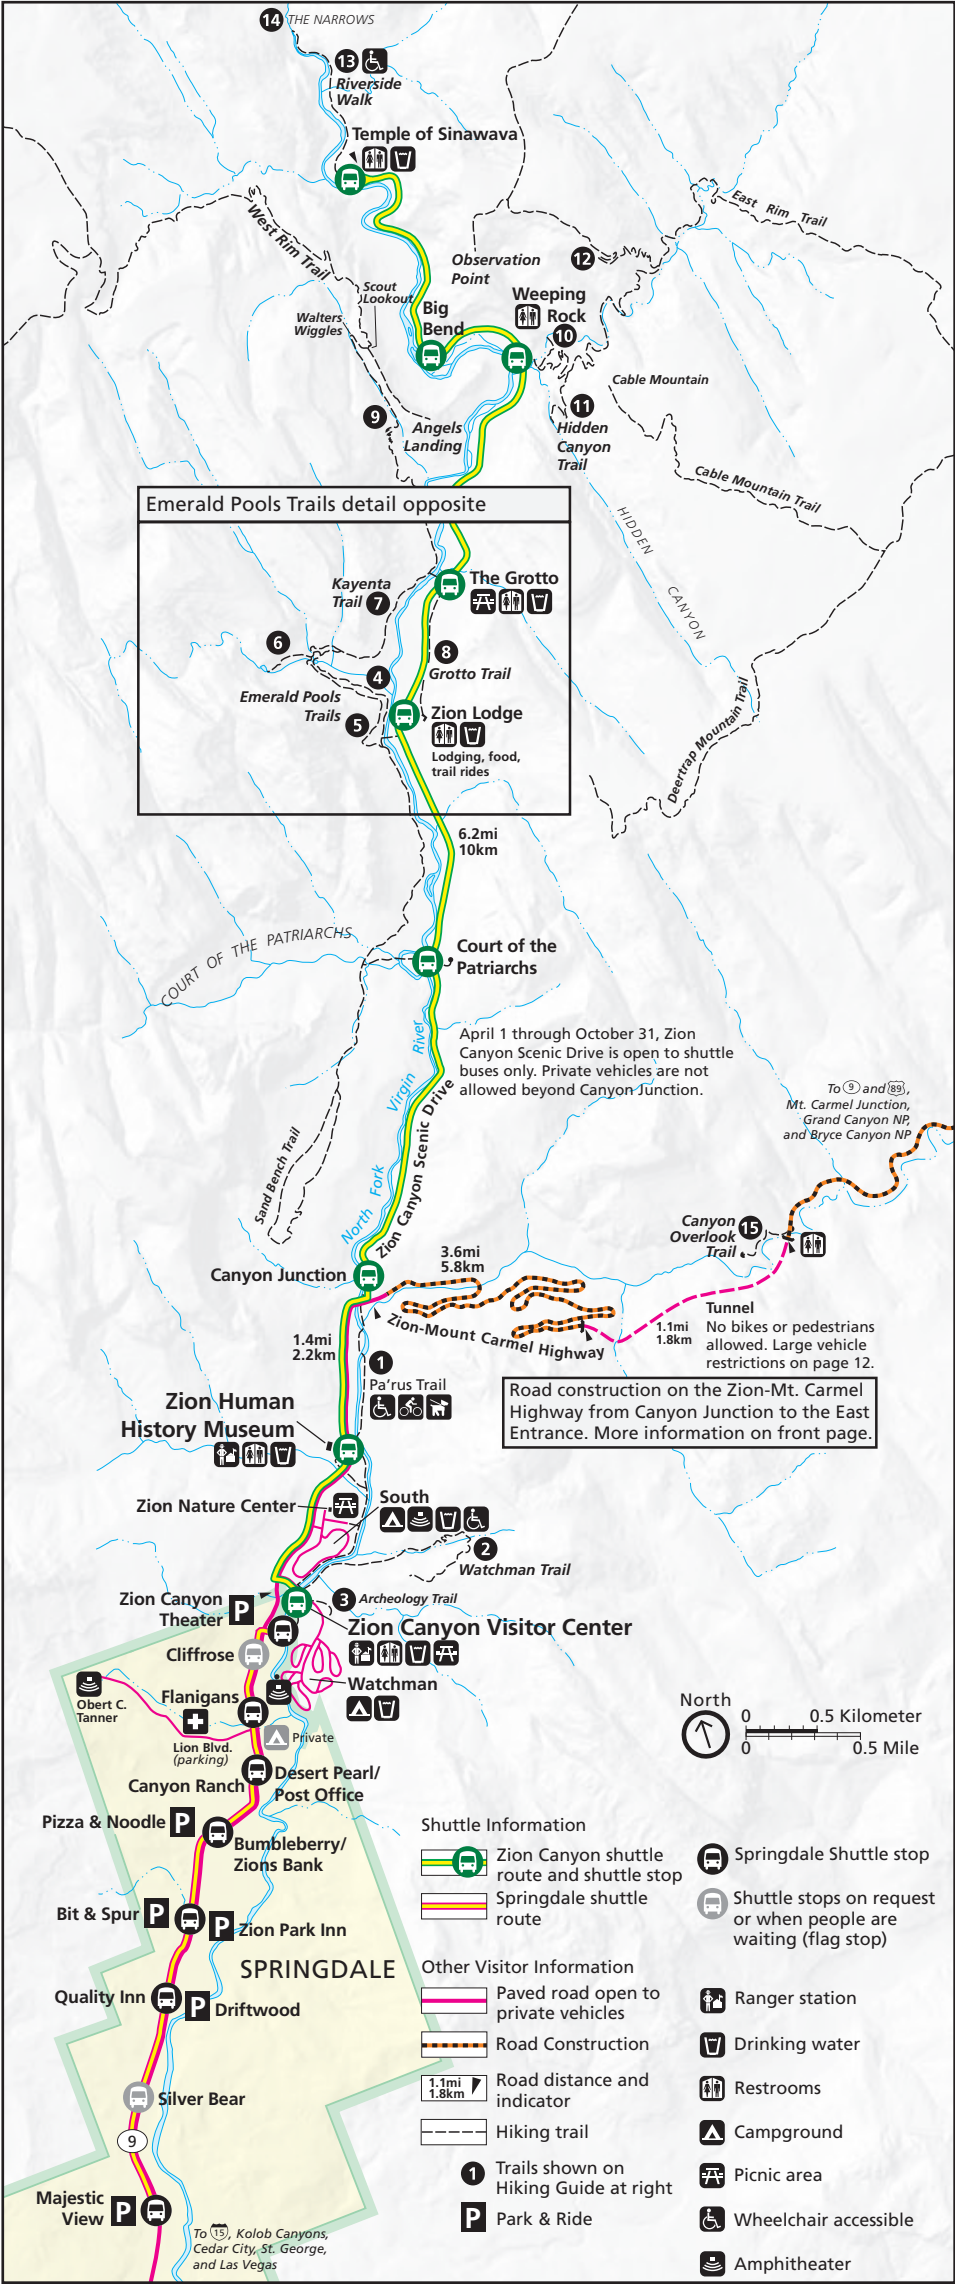 14 THE NARROWS
13
Riverside
Walk
Temple of Sinawava
East Rim Trail
West Rim Trail
12
Observation
Point
Scout
Lookout
Weeping
Rock
10
Walters
Wiggles
Big
Bend
Cable Mountain
9
11
Angels
Landing
Hidden
Canyon
Trail
Cable Mountain Trail
Emerald Pools Trails detail opposite
HIDDEN CANYON
The Grotto
Kayenta
Trail 7
6
8
Grotto Trail
4
Emerald Pools
Trails
5
Zion Lodge
Lodging, food,
trail rides
Deertrap Mountain Trail
6.2mi
10km
COURT OF THE PATRIARCHS
Court of the
Patriarchs
April 1 through October 31, Zion
Canyon Scenic Drive is open to shuttle
buses only. Private vehicles are not
allowed beyond Canyon Junction.
North Fork Virgin River
Zion Canyon Scenic Drive
To 9 and 89,
Mt. Carmel Junction,
Grand Canyon NP,
and Bryce Canyon NP
Sand Bench Trail
Canyon
Overlook
Trail
15
Canyon Junction
3.6mi
5.8km
Zion-Mount Carmel Highway
1.1mi
1.8km
Tunnel
No bikes or pedestrians
allowed. Large vehicle
restrictions on page 12.
1.4mi
2.2km
1
Pa'rus Trail
Road construction on the Zion-Mt. Carmel
Highway from Canyon Junction to the East
Entrance. More information on front page.
Zion Human
History Museum
Zion Nature Center
South
2
Watchman Trail
Zion Canyon
Theater
P
3 Archeology Trail
Zion Canyon Visitor Center
Cliffrose
Watchman
Obert C.
Tanner
Flanigans
Lion Blvd.
(parking)
Private
North
0 0.5 Kilometer
0 0.5 Mile
Canyon Ranch
Desert Pearl/
Post Office
Pizza & Noodle P
Bumbleberry/
Zions Bank
Bit & Spur P
P Zion Park Inn
SPRINGDALE
Quality Inn
P Driftwood
Silver Bear
9
Majestic
View
P
To 15, Kolob Canyons,
Cedar City, St. George,
and Las Vegas
Shuttle Information
Zion Canyon shuttle
route and shuttle stop
Springdale shuttle
route
Springdale Shuttle stop
Shuttle stops on request
or when people are
waiting (flag stop)
Other Visitor Information
Paved road open to
private vehicles
Road Construction
1.1mi
1.8km
Road distance and
indicator
Hiking trail
1
Trails shown on
Hiking Guide at right
P
Park & Ride
Ranger station
Drinking water
Restrooms
Campground
Picnic area
Wheelchair accessible
Amphitheater